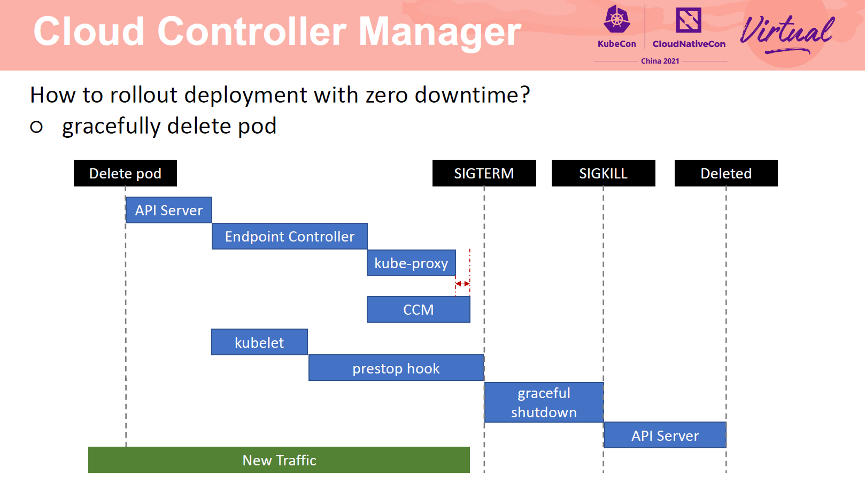 Cloud Controller Manager
KubeCon
CloudNativeCon
China 2021
Virtual
How to rollout deployment with zero downtime?
gracefully delete pod
Delete pod
SIGTERM
SIGKILL
Deleted
API Server
Endpoint Controller
kube-proxy
CCM
kubelet
prestop hook
graceful
shutdown
API Server
New Traffic